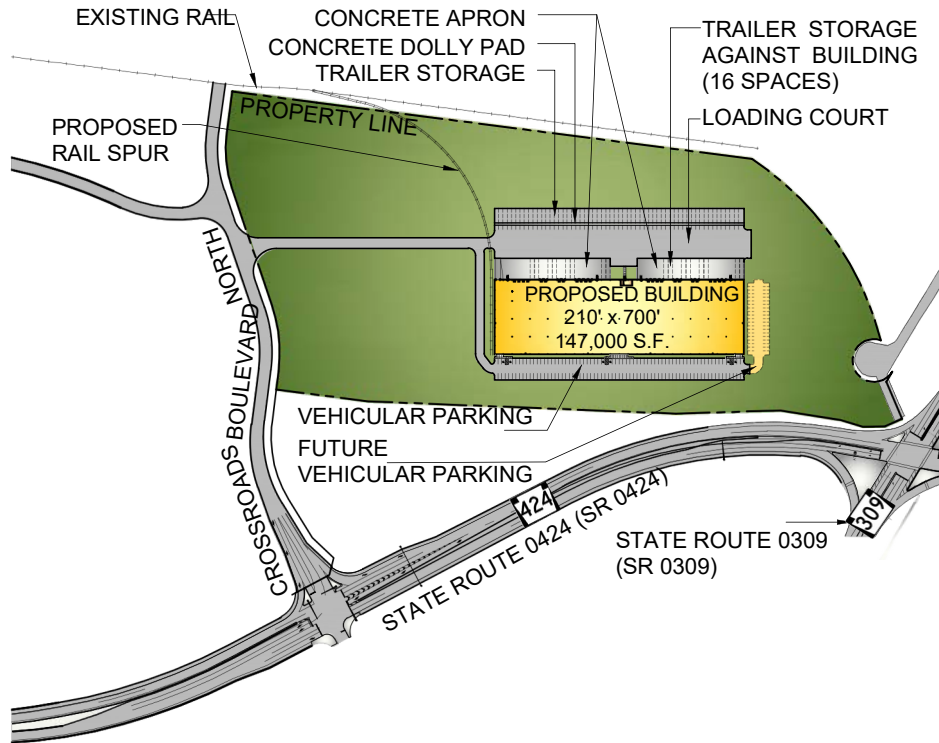 EXISTING RAIL
CONCRETE APRON
CONCRETE DOLLY PAD
TRAILER STORAGE
TRAILER STORAGE
AGAINST BUILDING
(16 SPACES)
LOADING COURT
PROPERTY LINE
PROPOSED
RAIL SPUR
PROPOSED BUILDING
210' x 700'
147,000 S.F.
CROSSROADS BOULEVARD NORTH
VEHICULAR PARKING
FUTURE
VEHICULAR PARKING
424
STATE ROUTE 0424 (SR 0424)
309
STATE ROUTE 0309
(SR 0309)